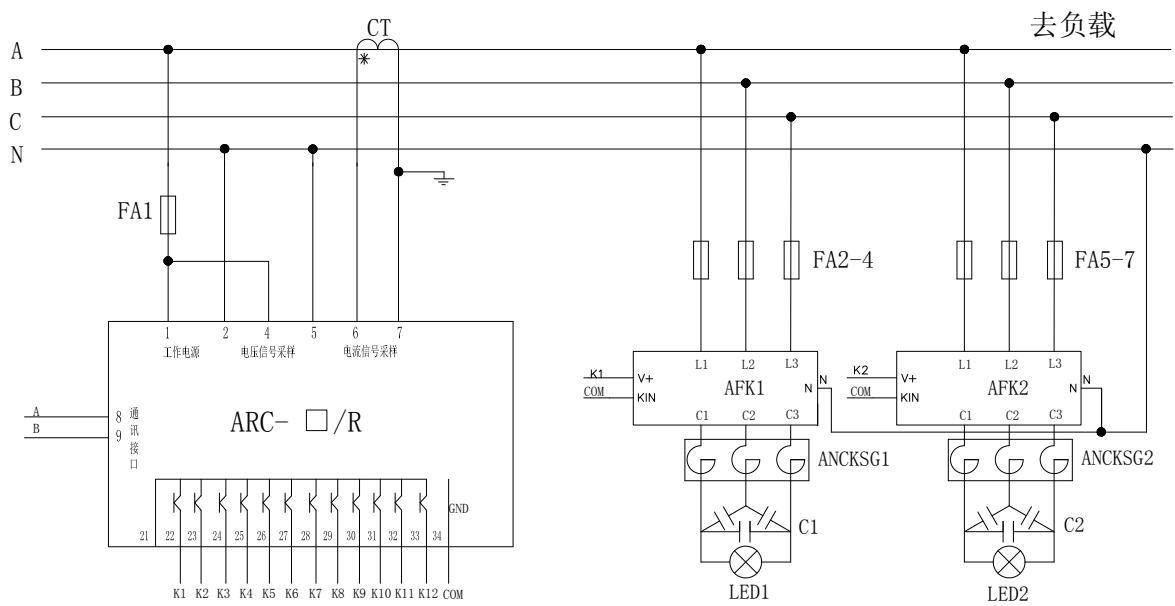 去负载
CT
A
*
B
C
N
FA1
FA2-4
FA5-7
1 2 4 5 6 7
工作电源 电压信号采样 电流信号采样
L1 L2 L3
L1 L2 L3
K1
V+
AFK1
N
N
COM
KIN
K2
V+
AFK2
N
N
COM
KIN
C1 C2 C3
C1 C2 C3
A
8
B
9
通讯接口
ARC- □/R
ANCKSG1
ANCKSG2
GND
C1
C2
21 22 23 24 25 26 27 28 29 30 31 32 33 34
LED1
LED2
K1 K2 K3 K4 K5 K6 K7 K8 K9 K10 K11 K12 COM